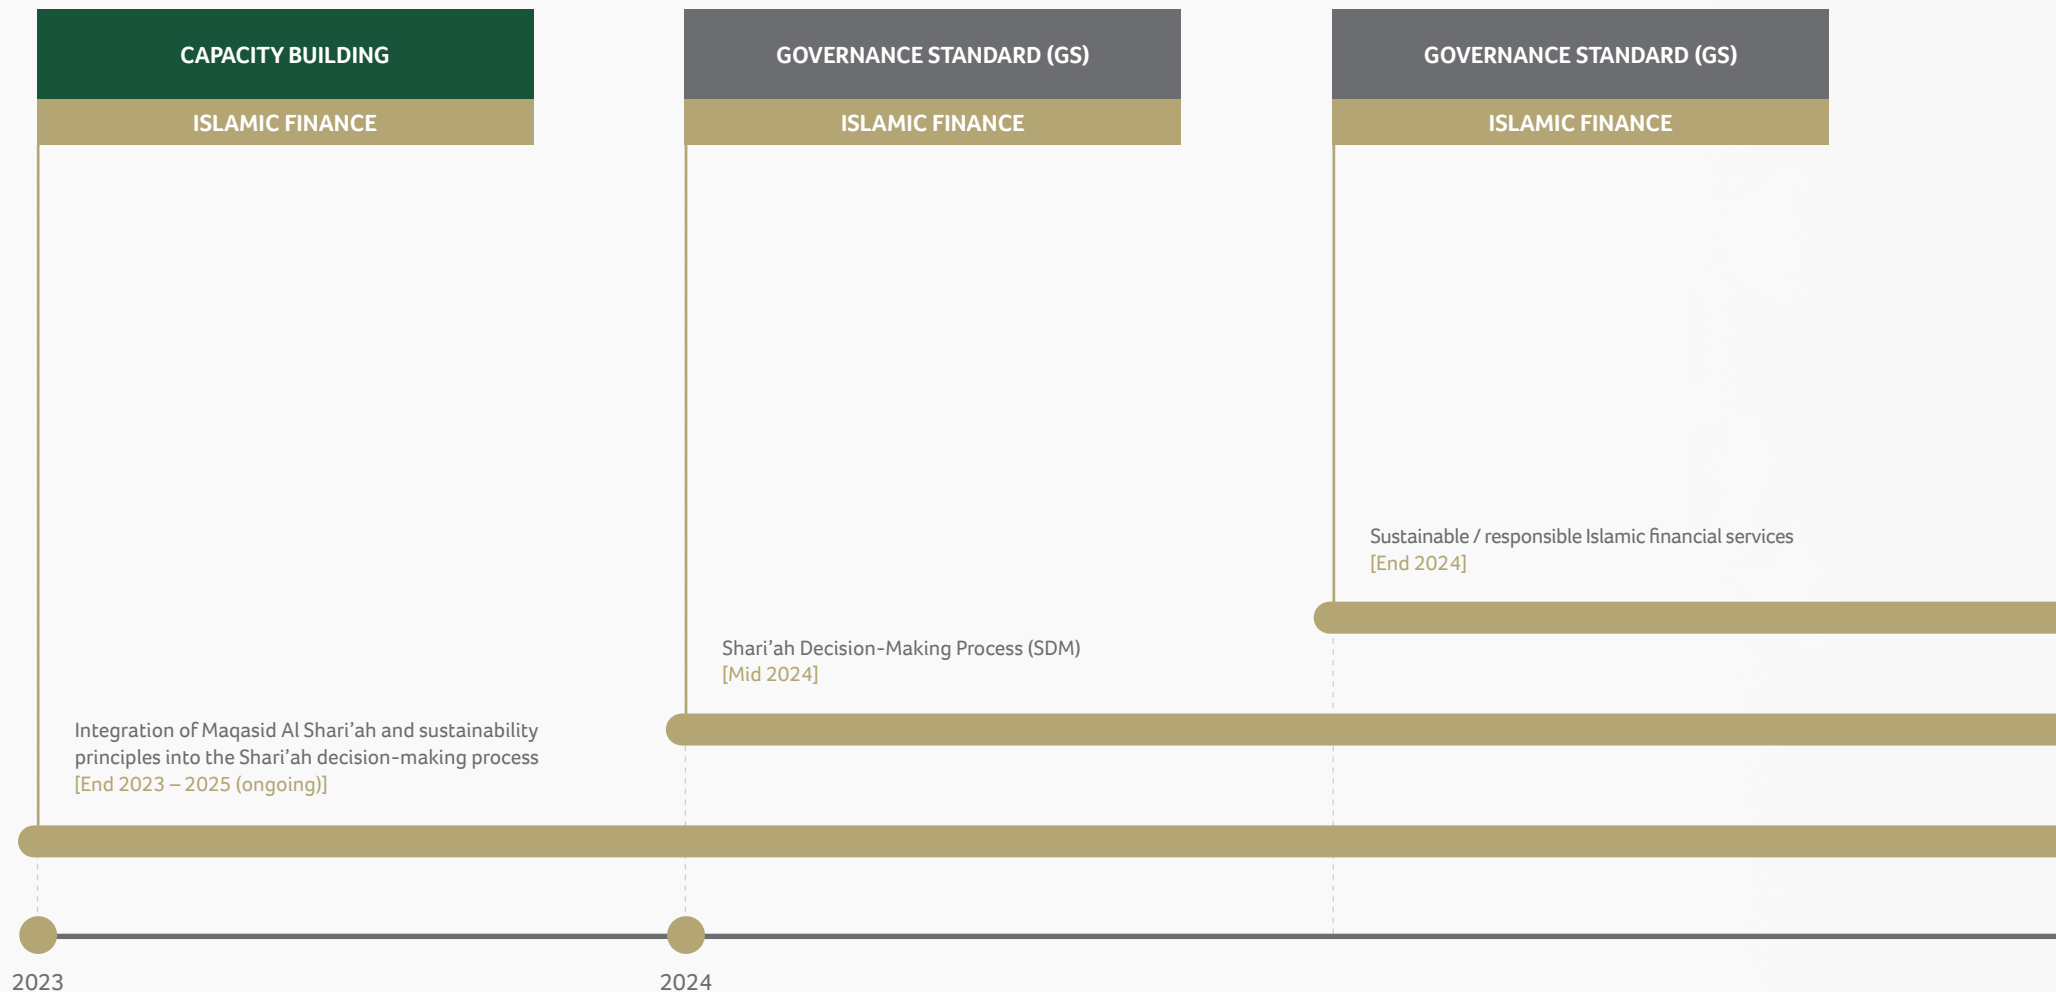 CAPACITY BUILDING
ISLAMIC FINANCE
Integration of Maqasid Al Shari’ah and sustainability
principles into the Shari’ah decision-making process
[End 2023 – 2025 (ongoing)]
GOVERNANCE STANDARD (GS)
ISLAMIC FINANCE
Shari’ah Decision-Making Process (SDM)
[Mid 2024]
GOVERNANCE STANDARD (GS)
ISLAMIC FINANCE
Sustainable / responsible Islamic financial services
[End 2024]
2023
2024